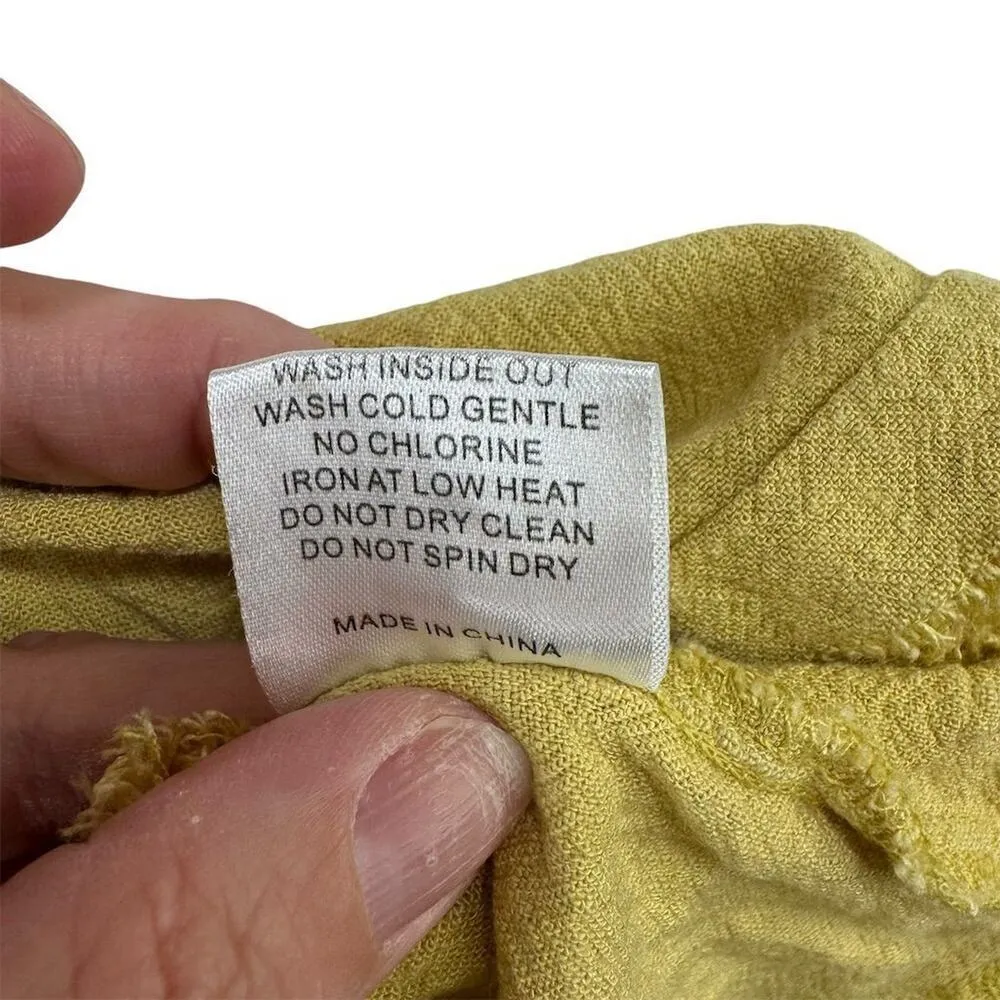 WASH INSIDE OUT
WASH COLD GENTLE
NO CHLORINE
IRON AT LOW HEAT
DO NOT DRY CLEAN
DO NOT SPIN DRY
MADE IN CHINA